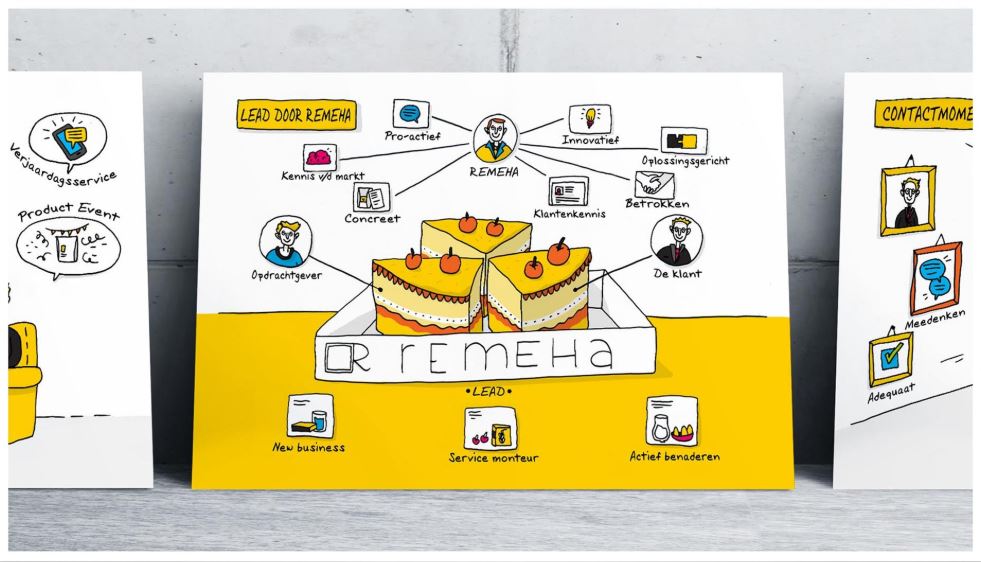 Verjaardagsservice
Product Event
LEAD DOOR REMEHA
Pro-actief
Innovatief
Kennis v/d markt
REMEHA
Oplossingsgericht
Concreet
Klantenkennis
Betrokken
Opdrachtgever
De klant
R remeha
•LEAD•
New business
Service monteur
Actief benaderen
CONTACTMOME
Meedenken
Adequaat